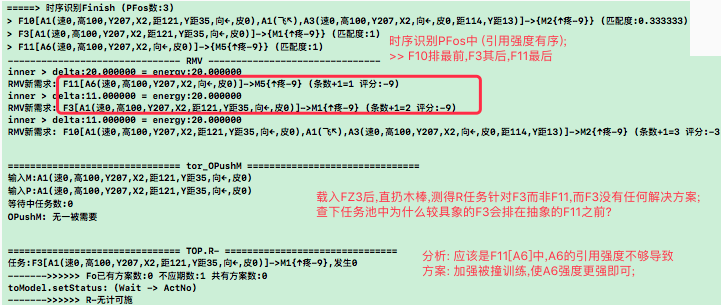 =====> 时序识别Finish (PFos数:3)
> F10[A1(速0,高100,Y207,X2,距121,Y距35,向←,皮0),A1(飞↖),A3(速0,高100,Y207,X2,向←,皮0,距114,Y距13)]->{M2{↑疼-9}} (匹配度:0.333333)
> F3[A1(速0,高100,Y207,X2,距121,Y距35,向←,皮0)]->{M1{↑疼-9}} (匹配度:1)
> F11[A6(速0,高100,Y207,X2,向←,皮0)]->{M5{↑疼-9}} (匹配度:1)
时序识别PFos中 (引用强度有序);
>> F10排最前,F3其后,F11最后
---------------------------- RMV ----------------------------
inner > delta:20.000000 = energy:20.000000
RMV新需求: F11[A6(速0,高100,Y207,X2,向←,皮0)]->M5{↑疼-9} (条数+1=1 评分:-9)
inner > delta:11.000000 = energy:20.000000
RMV新需求: F3[A1(速0,高100,Y207,X2,距121,Y距35,向←,皮0)]->M1{↑疼-9} (条数+1=2 评分:-9)
inner > delta:11.000000 = energy:20.000000
RMV新需求: F10[A1(速0,高100,Y207,X2,距121,Y距35,向←,皮0),A1(飞↖),A3(速0,高100,Y207,X2,向←,皮0,距114,Y距13)]->M2{↑疼-9} (条数+1=3 评分:-3
============================== tor_OPushM ==============================
输入M:A1(速0,高100,Y207,X2,距121,Y距35,向←,皮0)
输入P:A1(速0,高100,Y207,X2,距121,Y距35,向←,皮0)
等待中任务数:0
OPushM: 无一被需要
载入FZ3后,直扔木棒,测得R任务针对F3而非F11,而F3没有任何解决方案;
查下任务池中为什么较具象的F3会排在抽象的F11之前?
============================== TOP.R- ==============================
任务:F3[A1(速0,高100,Y207,X2,距121,Y距35,向←,皮0)]->M1{↑疼-9},发生0
------->>>>>> Fo已有方案数:0 不应期数:1 共有方案数:0
toModel.setStatus: (Wait -> ActNo)
------->>>>>> R-无计可施
分析: 应该是F11[A6]中,A6的引用强度不够导致
方案: 加强被撞训练,使A6强度更强即可;